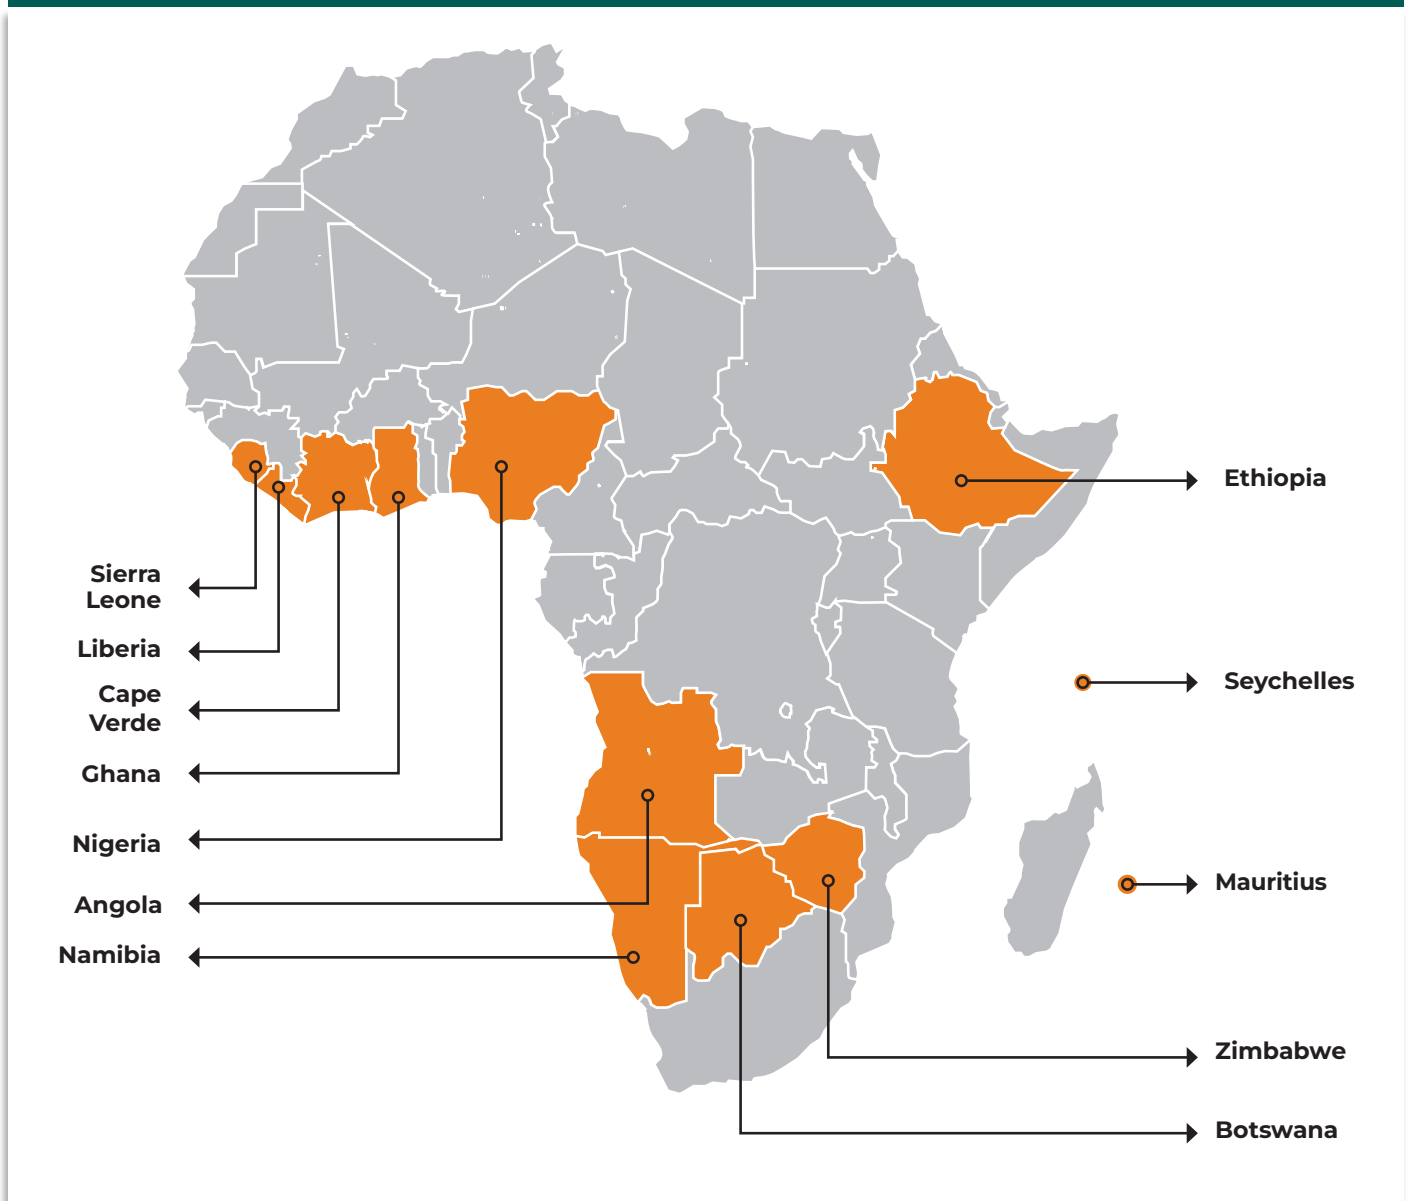 Ethiopia
Sierra
Leone
Liberia
Seychelles
Cape
Verde
Ghana
Nigeria
Mauritius
Angola
Namibia
Zimbabwe
Botswana